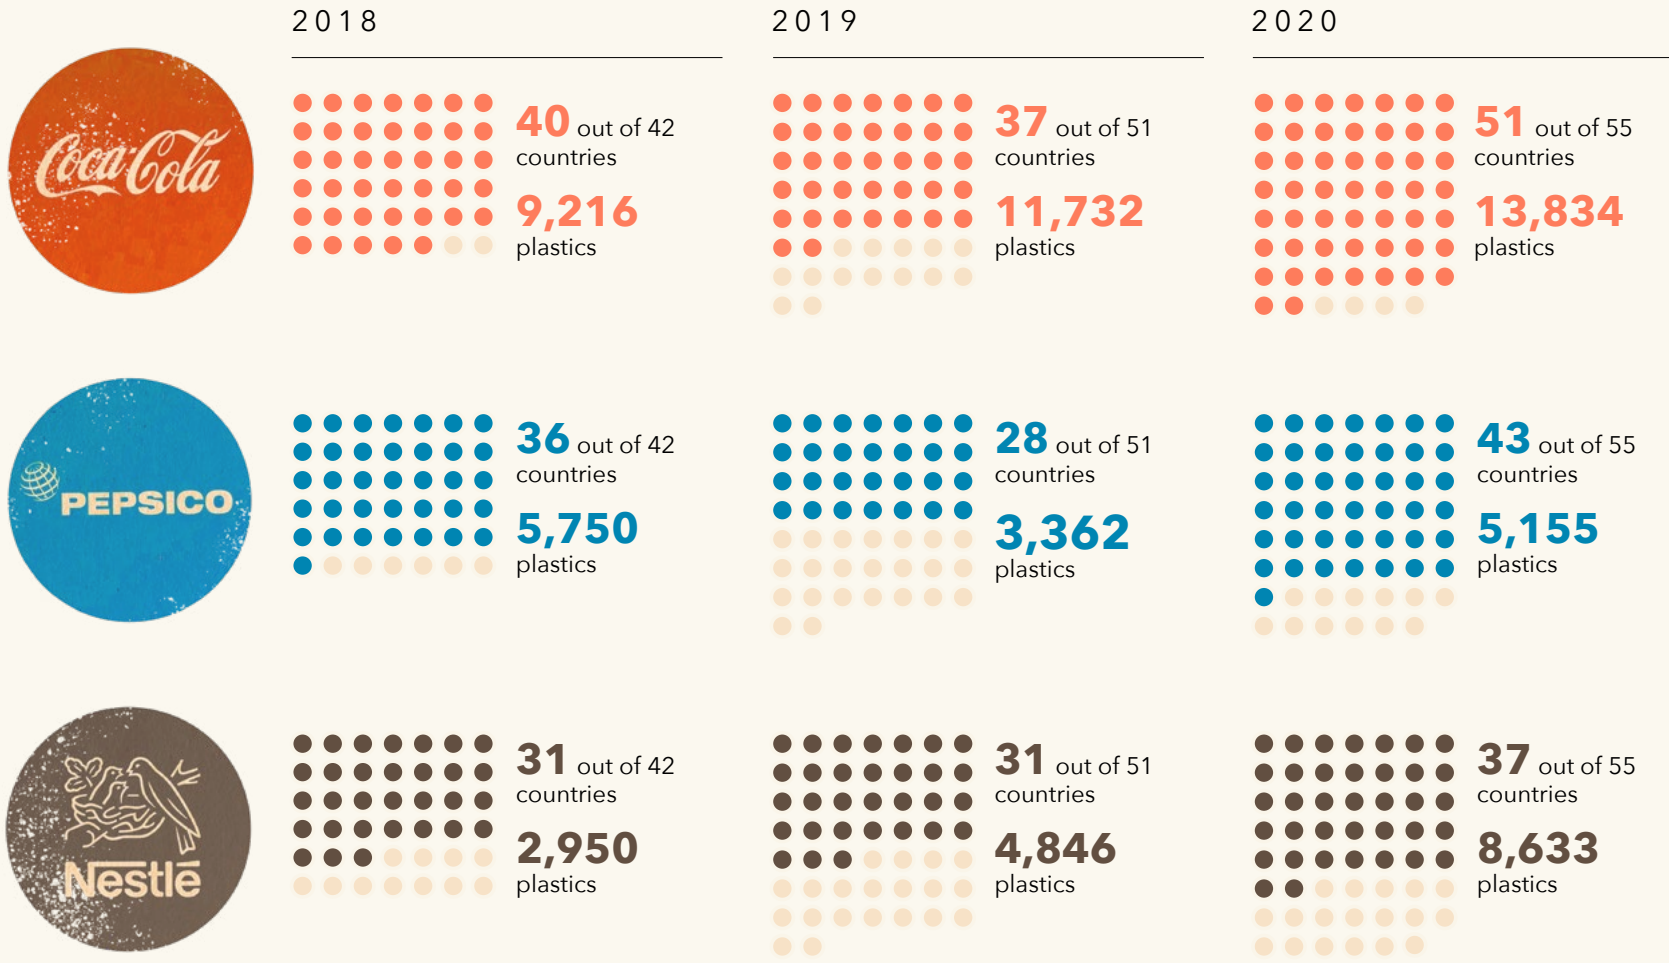 2018
2019
2020
Coca-Cola
40 out of 42
countries
9,216
plastics
37 out of 51
countries
11,732
plastics
51 out of 55
countries
13,834
plastics
PEPSICO
36 out of 42
countries
5,750
plastics
28 out of 51
countries
3,362
plastics
43 out of 55
countries
5,155
plastics
Nestlé
31 out of 42
countries
2,950
plastics
31 out of 51
countries
4,846
plastics
37 out of 55
countries
8,633
plastics